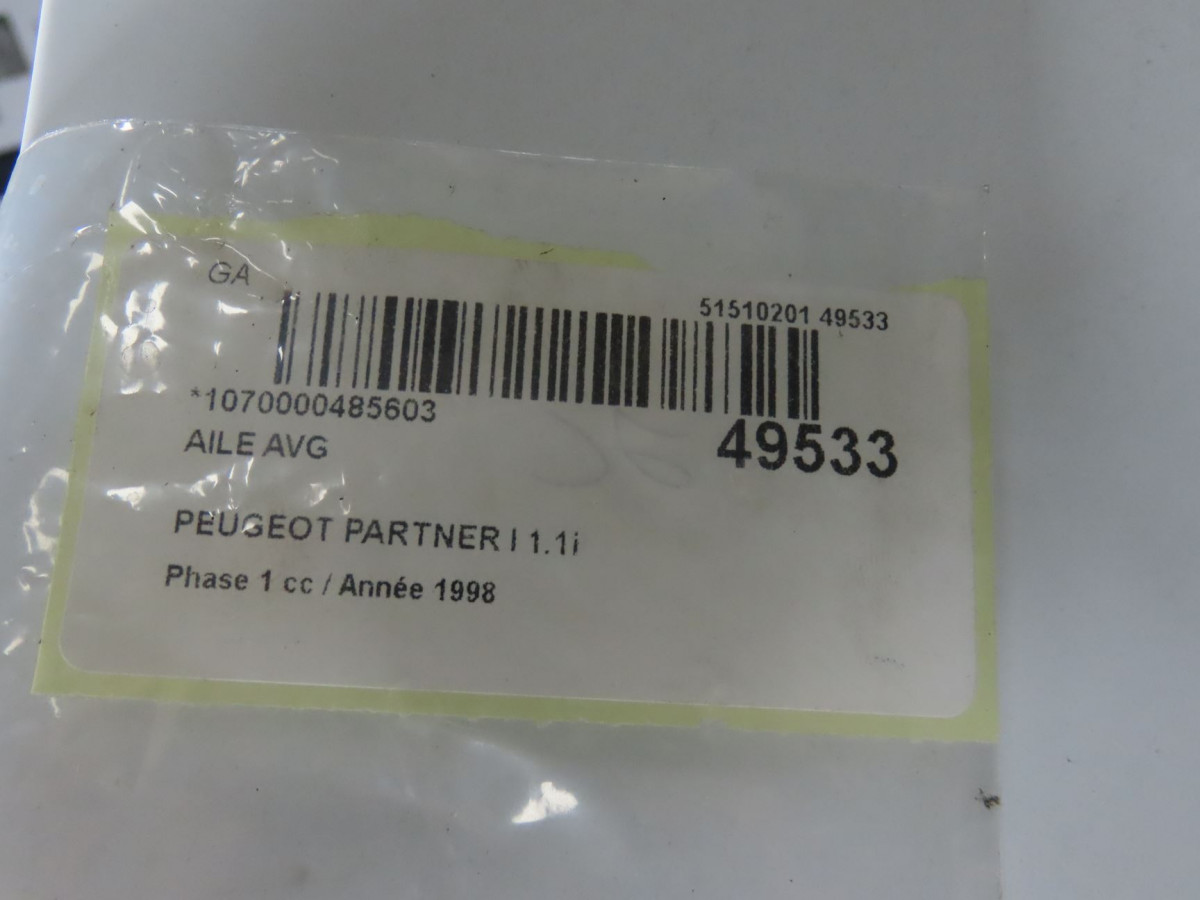 GA
51510201 49533
*1070000485603
49533
AILE AVG
PEUGEOT PARTNER I 1.1i
Phase 1 cc / Année 1998